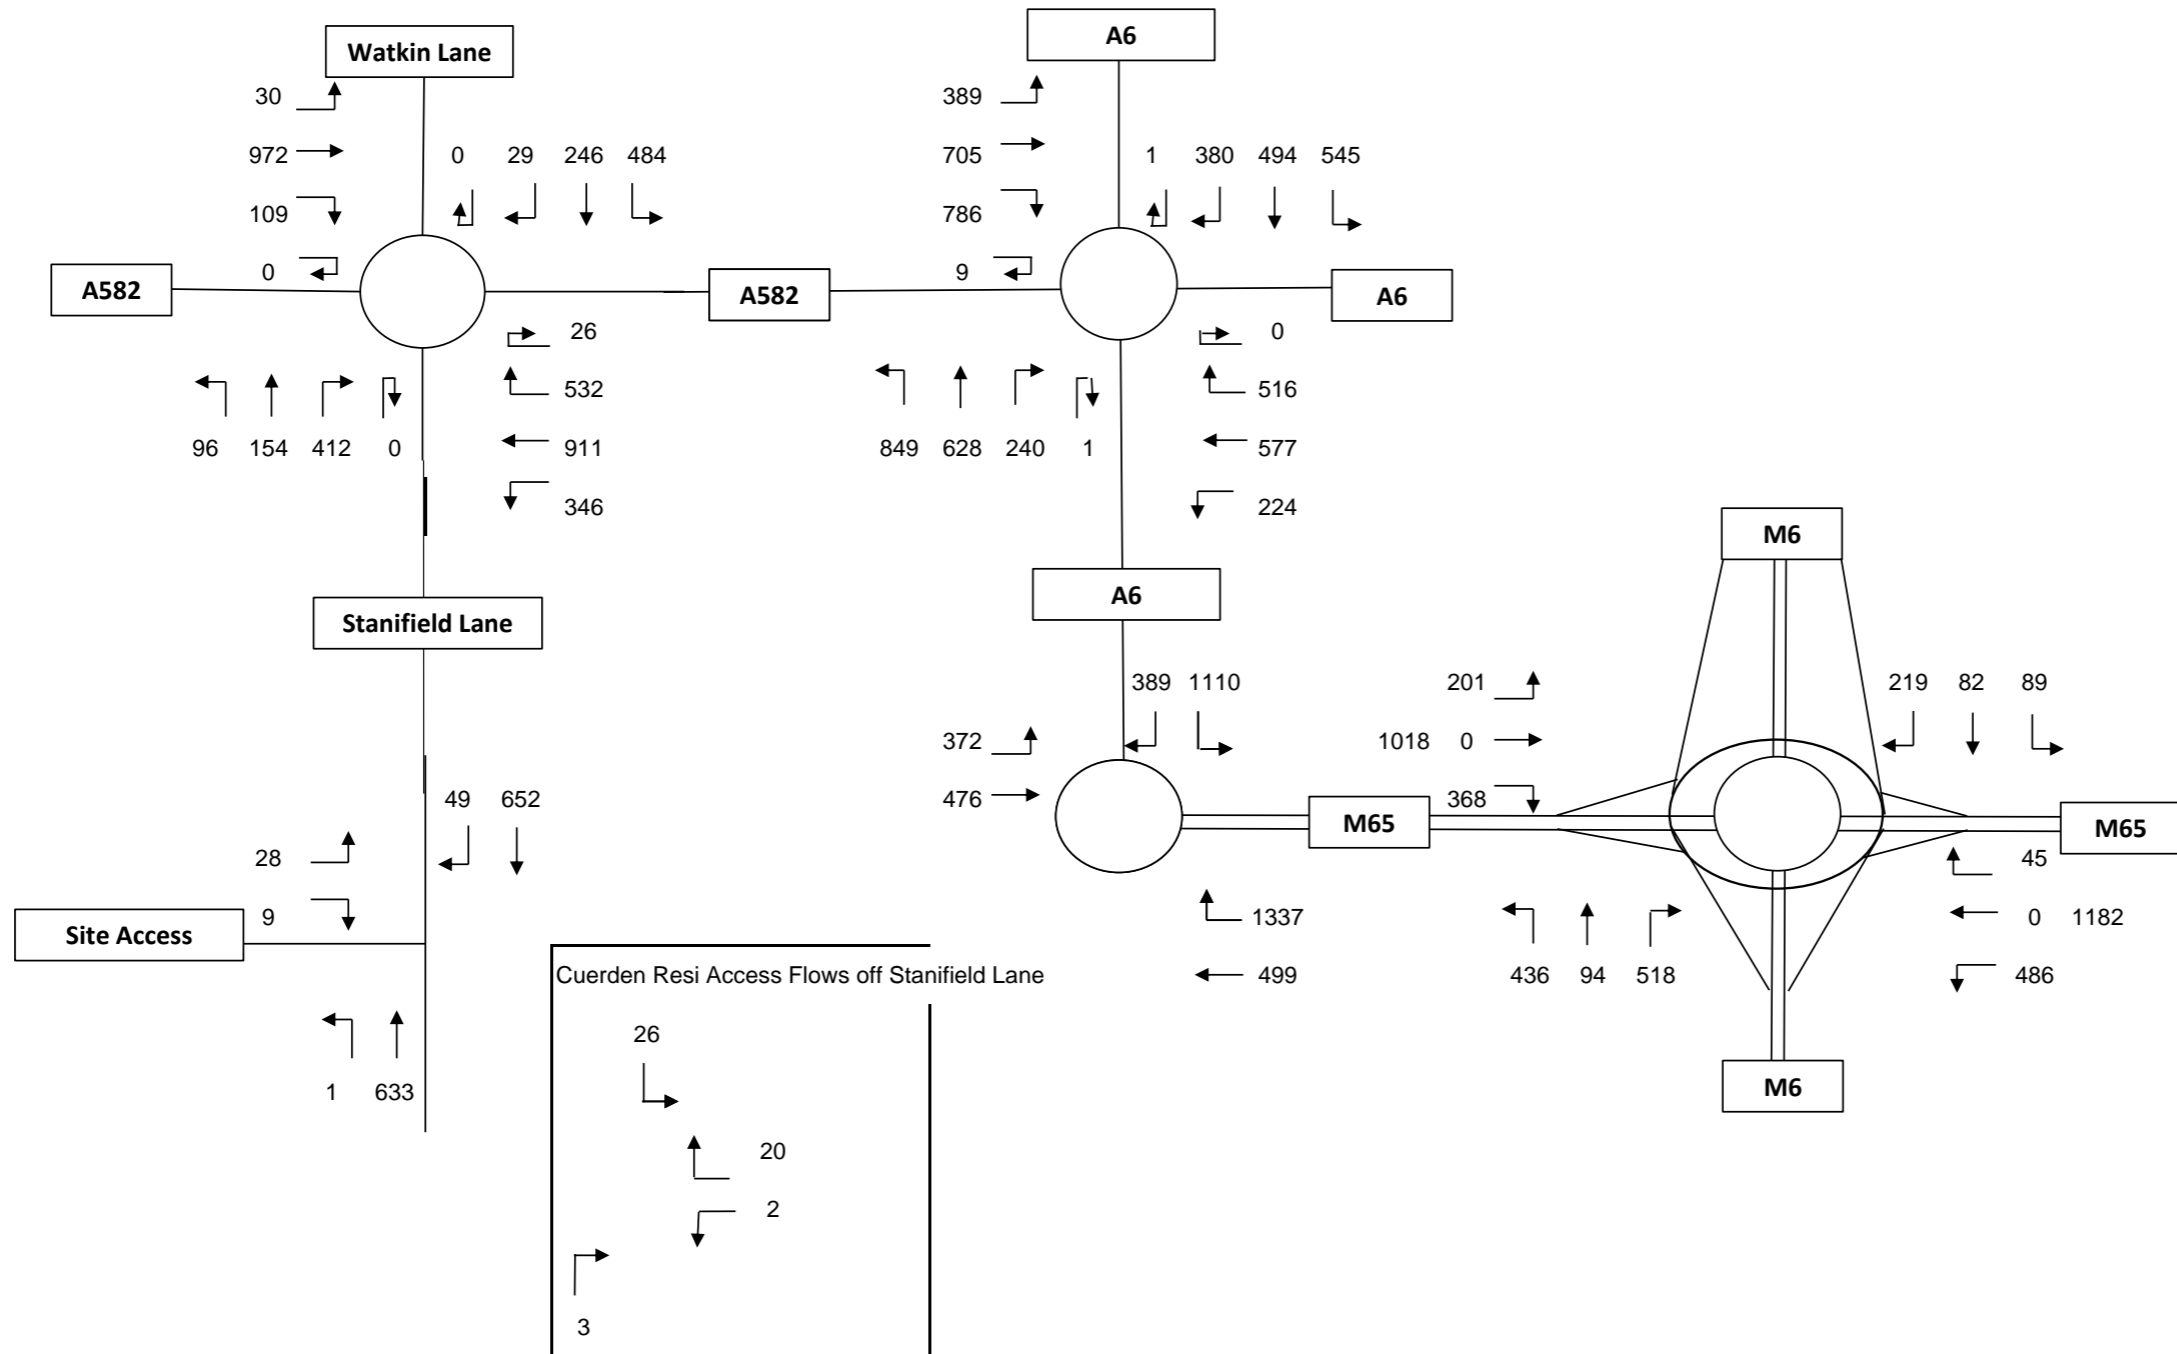 Watkin Lane
A6
30
389
972
0 29 246 484
705
1 380 494 545
109
786
0
9
A582
A582
A6
26
0
532
516
96 154 412 0
911
849 628 240 1
577
346
224
M6
A6
Stanifield Lane
389 1110
201
219 82 89
372
1018 0
476
49 652
368
M65
M65
28
45
9
1337
0 1182
Site Access
Cuerden Resi Access Flows off Stanifield Lane
499
436 94 518
486
26
1 633
M6
20
2
3